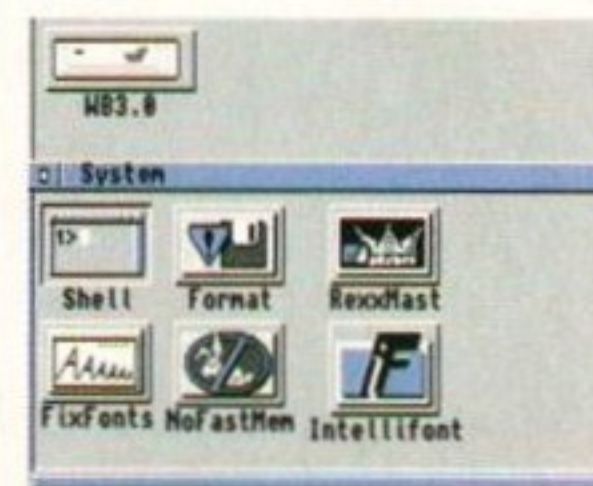 WB3.0
System
1>
Shell Format RexxMast
FixFonts NoFastMem Intellifont